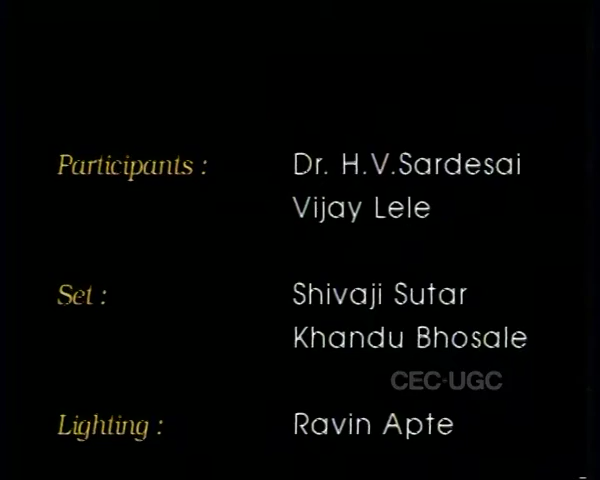 Participants : Dr. H.V.Sardesai
Vijay Lele
Set : Shivaji Sutar
Khandu Bhosale
CEC-UGC
Lighting : Ravin Apte